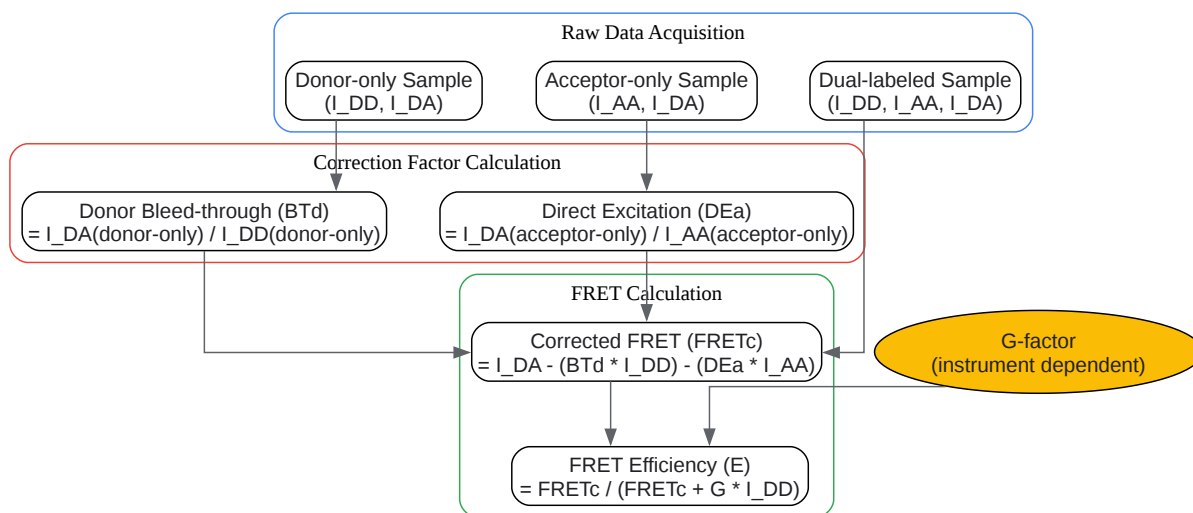 Raw Data Acquisition
Donor-only Sample
(I_DD, I_DA)
Acceptor-only Sample
(I_AA, I_DA)
Dual-labeled Sample
(I_DD, I_AA, I_DA)
Correction Factor Calculation
Donor Bleed-through (BTd)
= I_DA(donor-only) / I_DD(donor-only)
Direct Excitation (DEa)
= I_DA(acceptor-only) / I_AA(acceptor-only)
FRET Calculation
Corrected FRET (FRETc)
= I_DA - (BTd * I_DD) - (DEa * I_AA)
G-factor
(instrument dependent)
FRET Efficiency (E)
= FRETc / (FRETc + G * I_DD)